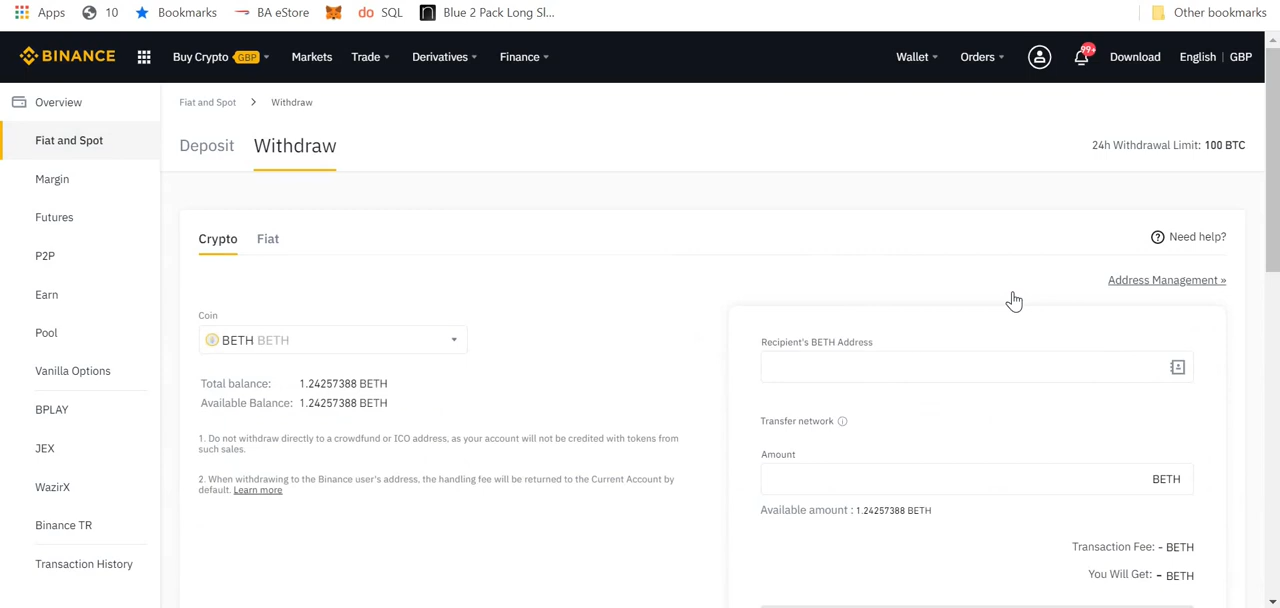 Apps 10 Bookmarks BA eStore do SQL Blue 2 Pack Long Sl... Other bookmarks
BINANCE Buy Crypto GBP Markets Trade Derivatives Finance Wallet Orders 99+ Download English | GBP
Overview
Fiat and Spot
Margin
Futures
P2P
Earn
Pool
Vanilla Options
BPLAY
JEX
WazirX
Binance TR
Transaction History
Fiat and Spot > Withdraw
Deposit Withdraw
24h Withdrawal Limit: 100 BTC
Crypto Fiat
Need help?
Address Management »
Coin
BETH BETH
Total balance: 1.24257388 BETH
Available Balance: 1.24257388 BETH
1. Do not withdraw directly to a crowdfund or ICO address, as your account will not be credited with tokens from
such sales.
2. When withdrawing to the Binance user's address, the handling fee will be returned to the Current Account by
default. Learn more
Recipient's BETH Address
Transfer network
Amount
BETH
Available amount : 1.24257388 BETH
Transaction Fee: - BETH
You Will Get: - BETH